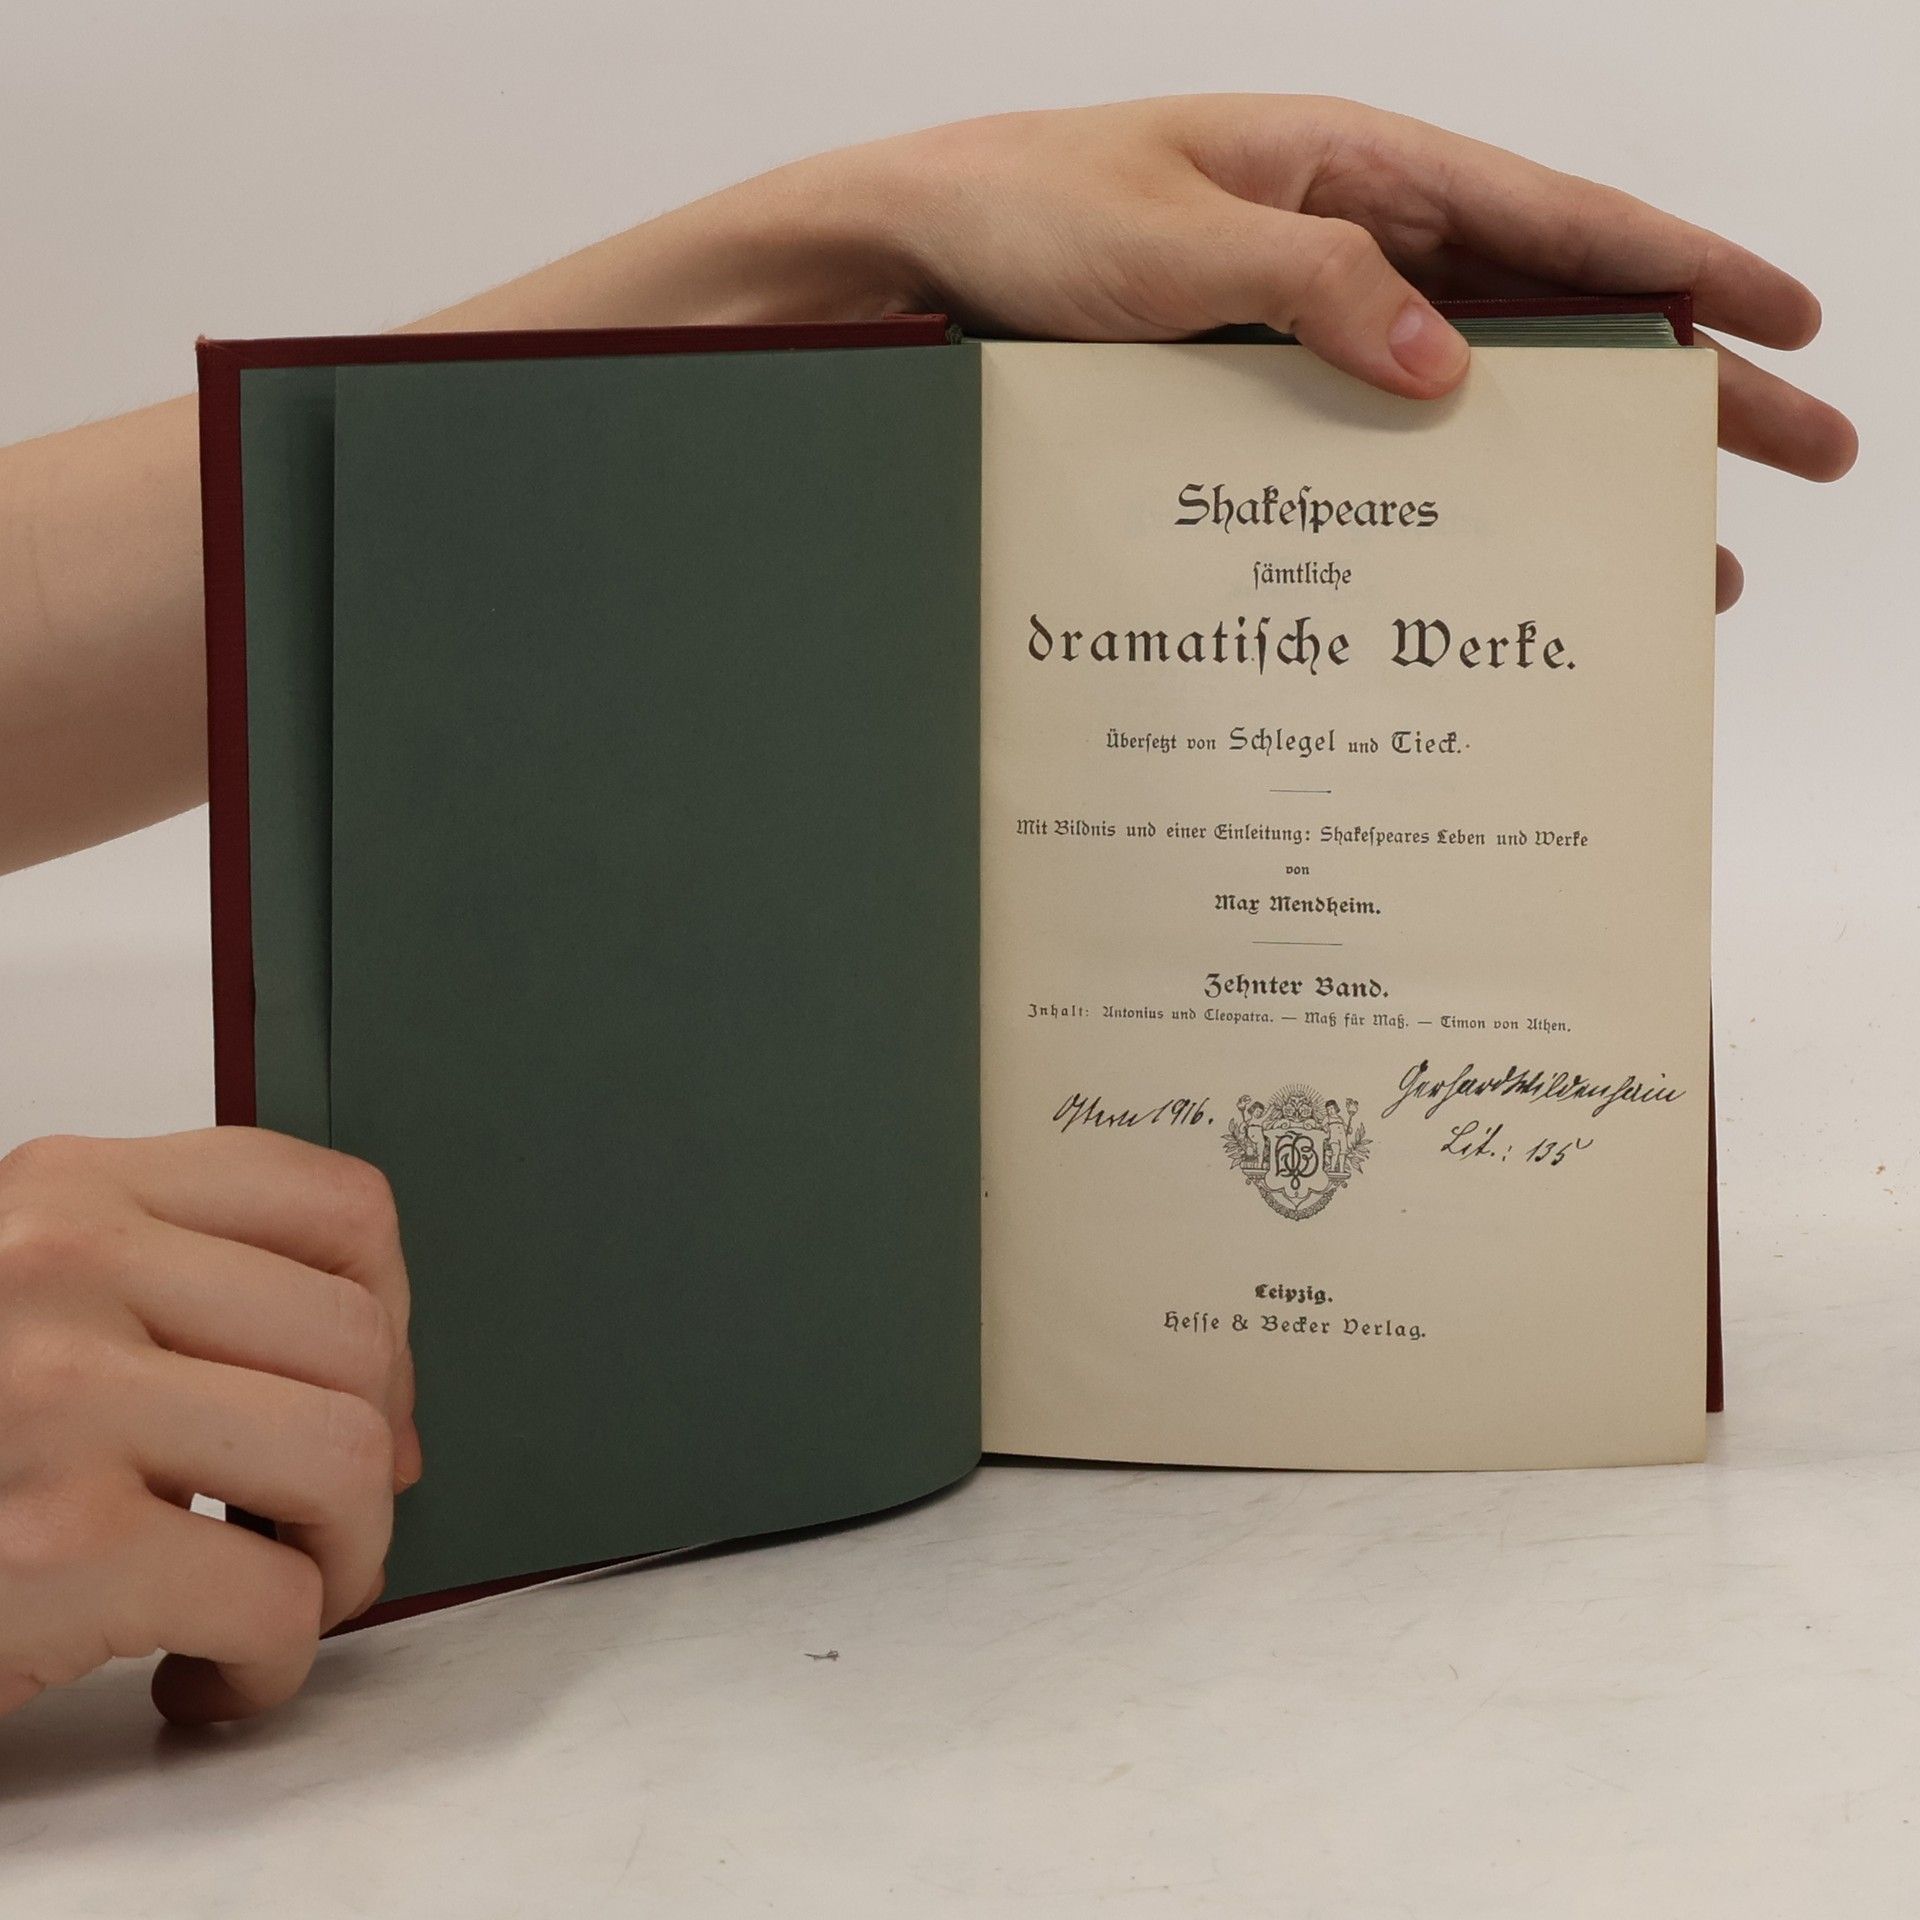 Shakeſpeares
ſämtliche
dramatiſche Werke.
Überſetzt von Schlegel und Tieck.
Mit Bildnis und einer Einleitung: Shakeſpeares Leben und Werke
von
Max Mendheim.
Zehnter Band.
Inhalt: Antonius und Cleopatra. — Maß für Maß. — Timon von Athen.
Ostern 1916.
Gerhard Wildenhain
Lit.: 135
Leipzig.
Heſſe & Becker Verlag.